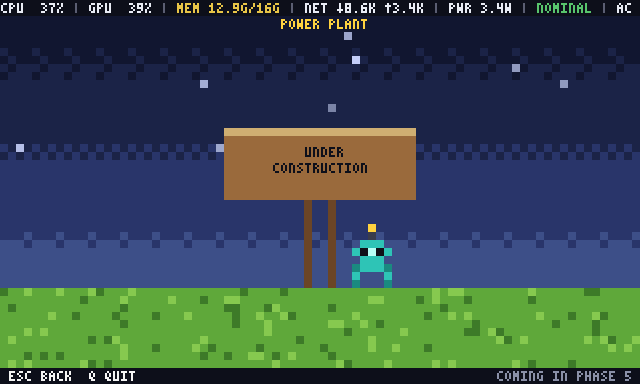 CPU 37% | GPU 39% | MEM 12.9G/16G | NET ↓8.6K ↑3.4K | PWR 3.4W | NOMINAL | AC
POWER PLANT
UNDER
CONSTRUCTION
ESC BACK Q QUIT
COMING IN PHASE 5